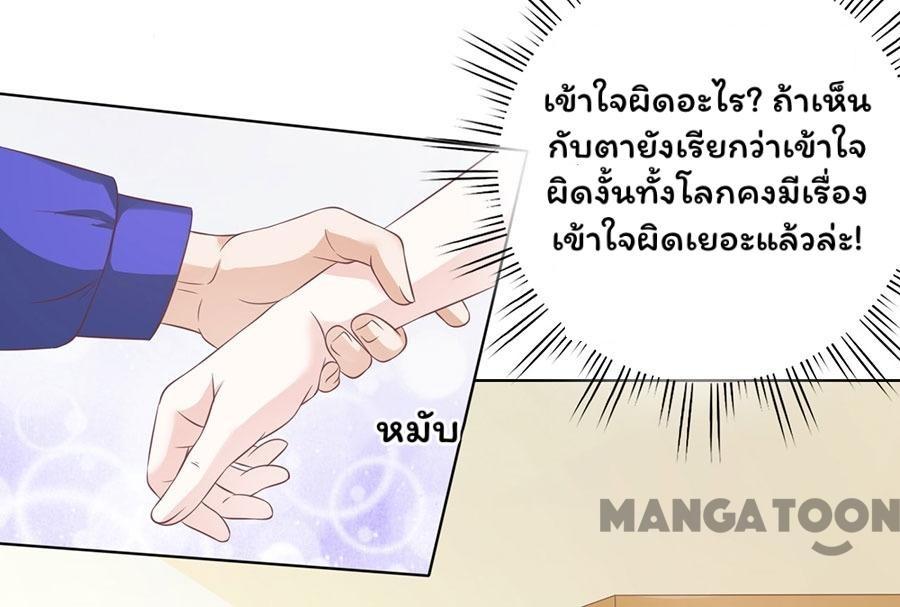 เข้าใจผิดอะไร? ถ้าเห็น
กับตายังเรียกว่าเข้าใจ
ผิดงั้นทั้งโลกคงมีเรื่อง
เข้าใจผิดเยอะแล้วล่ะ!
หมับ
MANGATOON